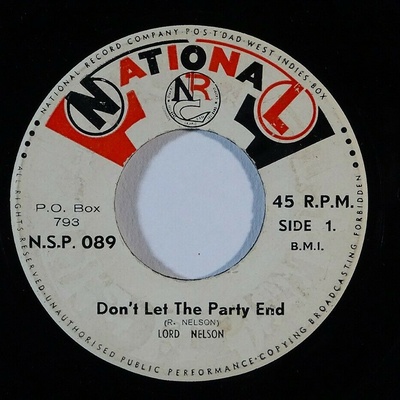 NATIONAL RECORD COMPANY·POST'DAD·WEST INDIES·BOX
NATIONAL
NRC
P.O. Box
793
N.S.P. 089
45 R.P.M.
SIDE 1.
B.M.I.
Don't Let The Party End
(R. NELSON)
LORD NELSON
ALL RIGHTS RESERVED·UNAUTHORISED PUBLIC PERFORMANCE·COPYING·BROADCASTING FORBIDDEN